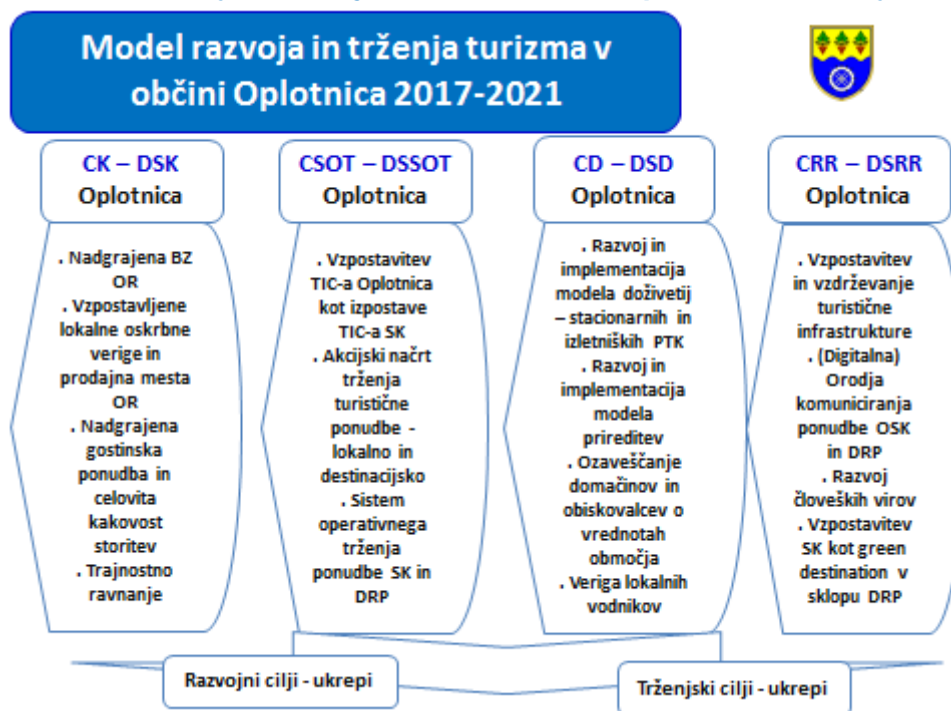 Model razvoja in trženja turizma v
občini Oplotnica 2017-2021
CK – DSK
Oplotnica
. Nadgrajena BZ
OR
. Vzpostavljene
lokalne oskrbne
verige in
prodajna mesta
OR
. Nadgrajena
gostinska
ponudba in
celovita
kakovost
storitev
. Trajnostno
ravnanje
CSOT – DSSOT
Oplotnica
. Vzpostavitev
TIC-a Oplotnica
kot izpostave
TIC-a SK
. Akcijski načrt
trženja
turistične
ponudbe -
lokalno in
destinacijsko
. Sistem
operativnega
trženja
ponudbe SK in
DRP
CD – DSD
Oplotnica
. Razvoj in
implementacija
modela doživetij
– stacionarnih in
izletniških PTK
. Razvoj in
implementacija
modela
prireditev
. Ozaveščanje
domačinov in
obiskovalcev o
vrednotah
območja
. Veriga lokalnih
vodnikov
CRR – DSRR
Oplotnica
. Vzpostavitev
in vzdrževanje
turistične
infrastrukture
. (Digitalna)
Orodja
komuniciranja
ponudbe OSK
in DRP
. Razvoj
človeških virov
. Vzpostavitev
SK kot green
destination v
sklopu DRP
Razvojni cilji - ukrepi
Trženjski cilji - ukrepi